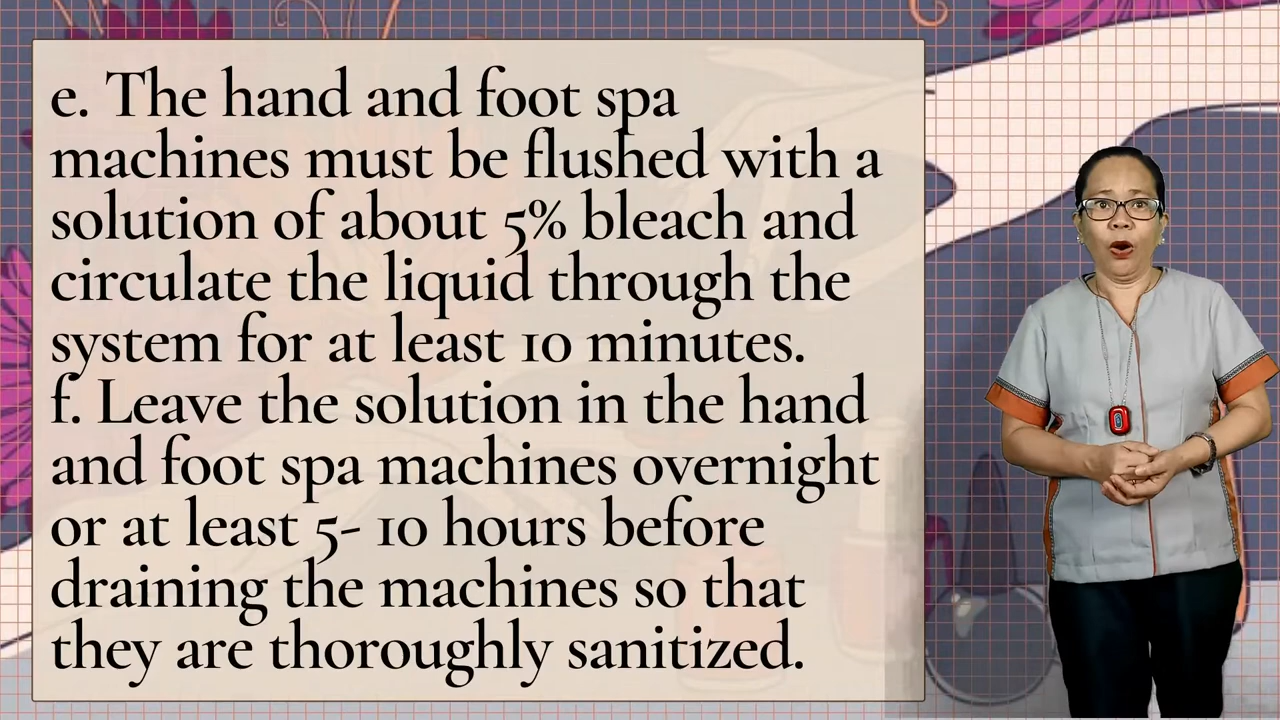 e. The hand and foot spa
machines must be flushed with a
solution of about 5% bleach and
circulate the liquid through the
system for at least 10 minutes.
f. Leave the solution in the hand
and foot spa machines overnight
or at least 5- 10 hours before
draining the machines so that
they are thoroughly sanitized.